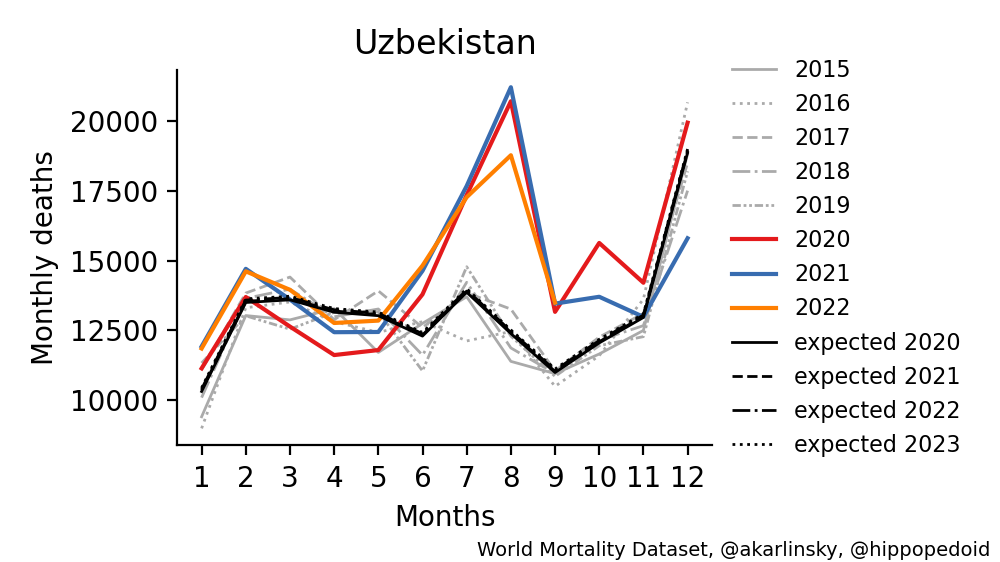 Uzbekistan
Monthly deaths
20000
17500
15000
12500
10000
1 2 3 4 5 6 7 8 9 10 11 12
Months
2015
2016
2017
2018
2019
2020
2021
2022
expected 2020
expected 2021
expected 2022
expected 2023
World Mortality Dataset, @akarlinsky, @hippopedoid